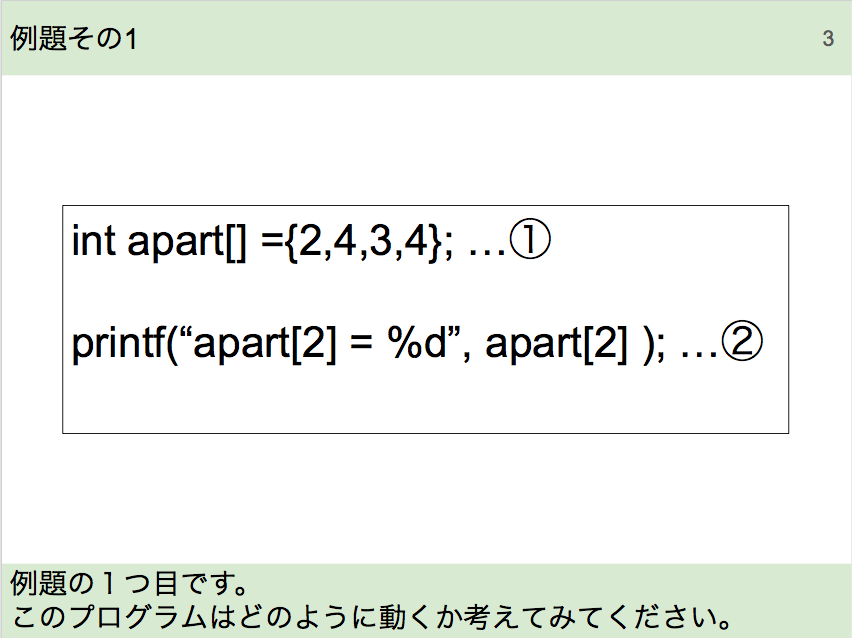 例題その1
3
int apart[] ={2,4,3,4}; …①
printf(“apart[2] = %d”, apart[2] ); …②
例題の１つ目です。
このプログラムはどのように動くか考えてみてください。